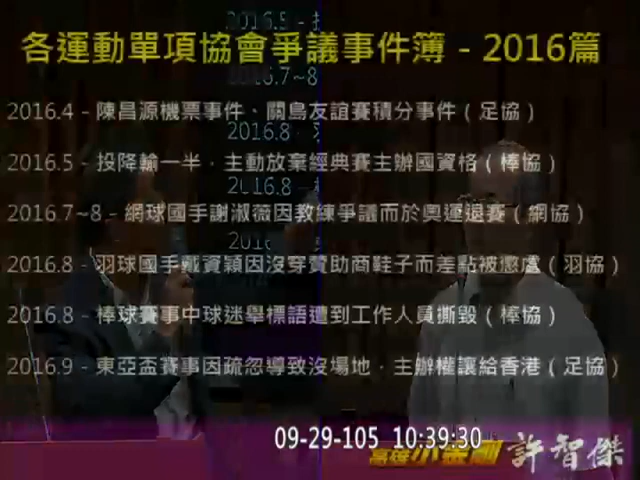 各運動單項協會爭議事件簿 - 2016篇
2016.4 - 陳昌源機票事件、關島友誼賽積分事件（足協）
2016.5 - 投降輸一半，主動放棄經典賽主辦國資格（棒協）
2016.7~8 - 網球國手謝淑薇因教練爭議而於奧運退賽（網協）
2016.8 - 羽球國手戴資穎因沒穿贊助商鞋子而差點被懲處（羽協）
2016.8 - 棒球賽事中球迷舉標語遭到工作人員撕毀（棒協）
2016.9 - 東亞盃賽事因疏忽導致沒場地，主辦權讓給香港（足協）
09-29-105 10:39:30
高雄小金剛 許智傑